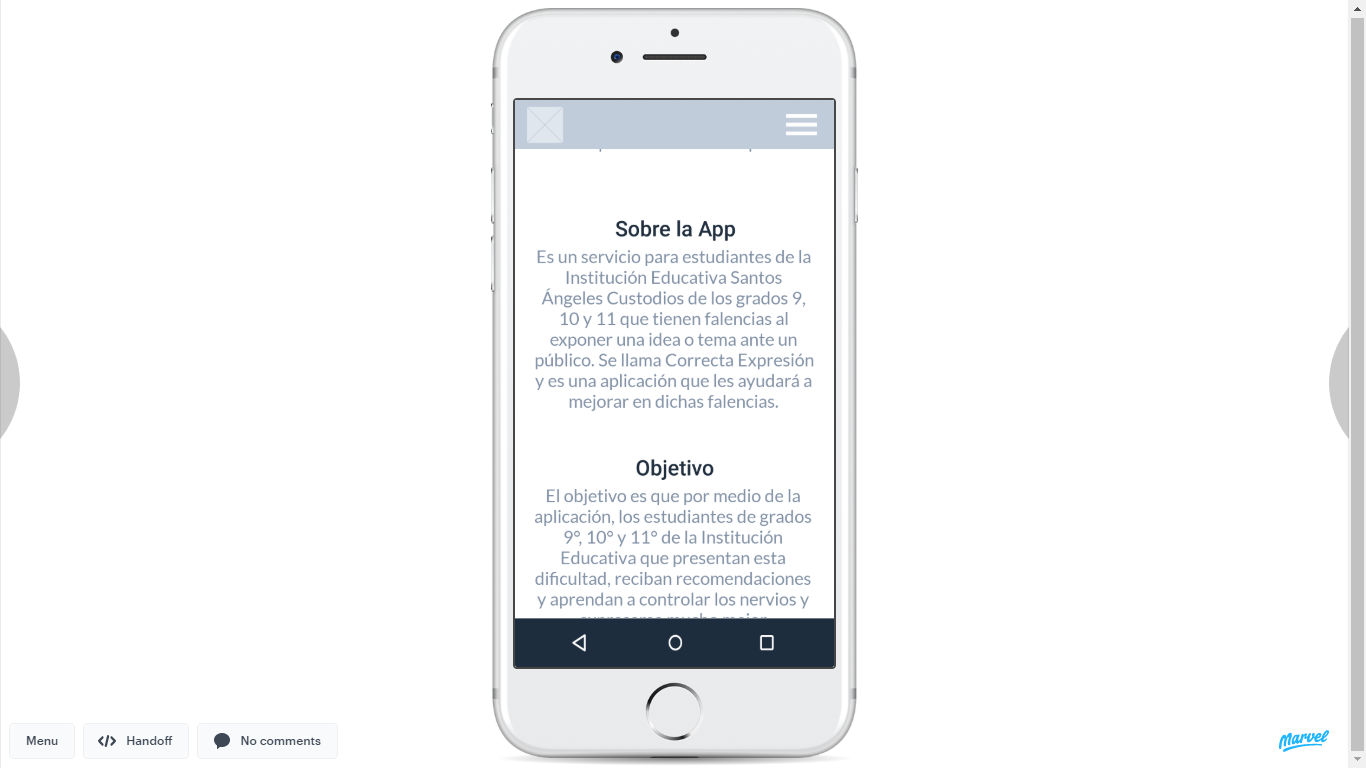 Sobre la App
Es un servicio para estudiantes de la
Institución Educativa Santos
Ángeles Custodios de los grados 9,
10 y 11 que tienen falencias al
exponer una idea o tema ante un
público. Se llama Correcta Expresión
y es una aplicación que les ayudará a
mejorar en dichas falencias.
Objetivo
El objetivo es que por medio de la
aplicación, los estudiantes de grados
9°, 10° y 11° de la Institución
Educativa que presentan esta
dificultad, reciban recomendaciones
y aprendan a controlar los nervios y
Menu
Handoff
No comments
Marvel